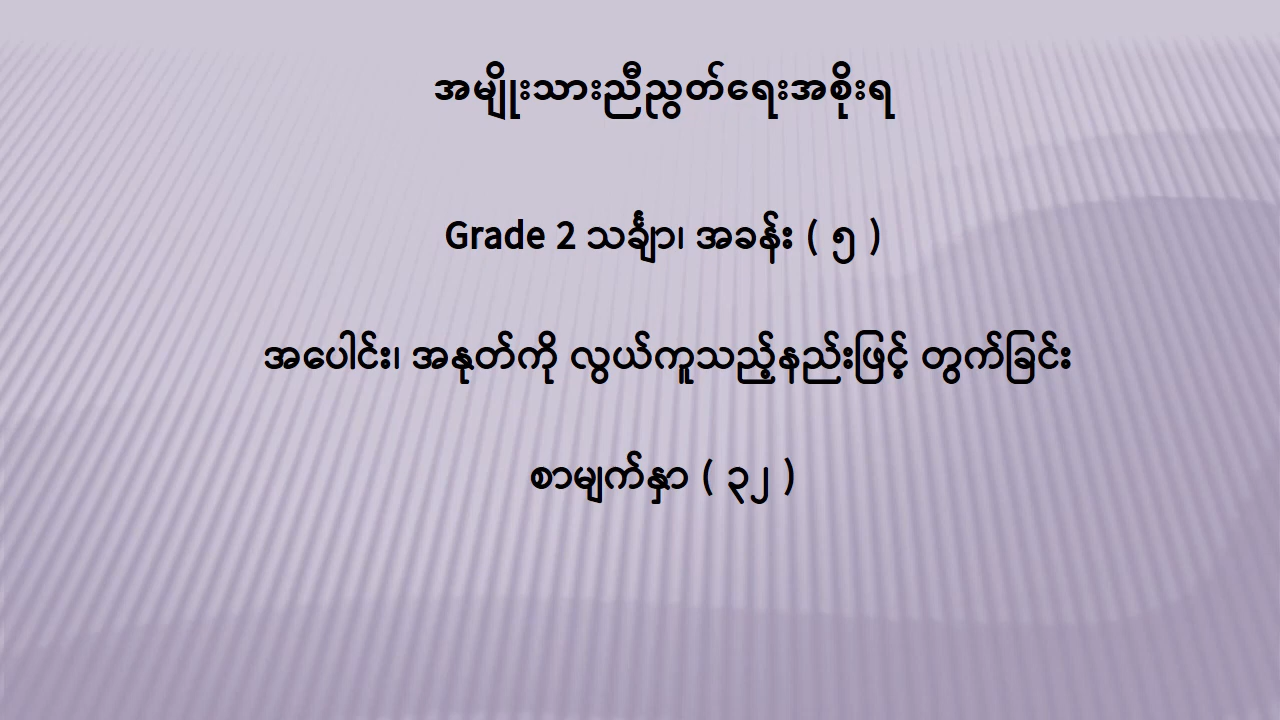 အမျိုးသားညီညွတ်ရေးအစိုးရ
Grade 2 သင်္ချာ၊ အခန်း ( ၅ )
အပေါင်း၊ အနုတ်ကို လွယ်ကူသည့်နည်းဖြင့် တွက်ခြင်း
စာမျက်နှာ ( ၃၂ )